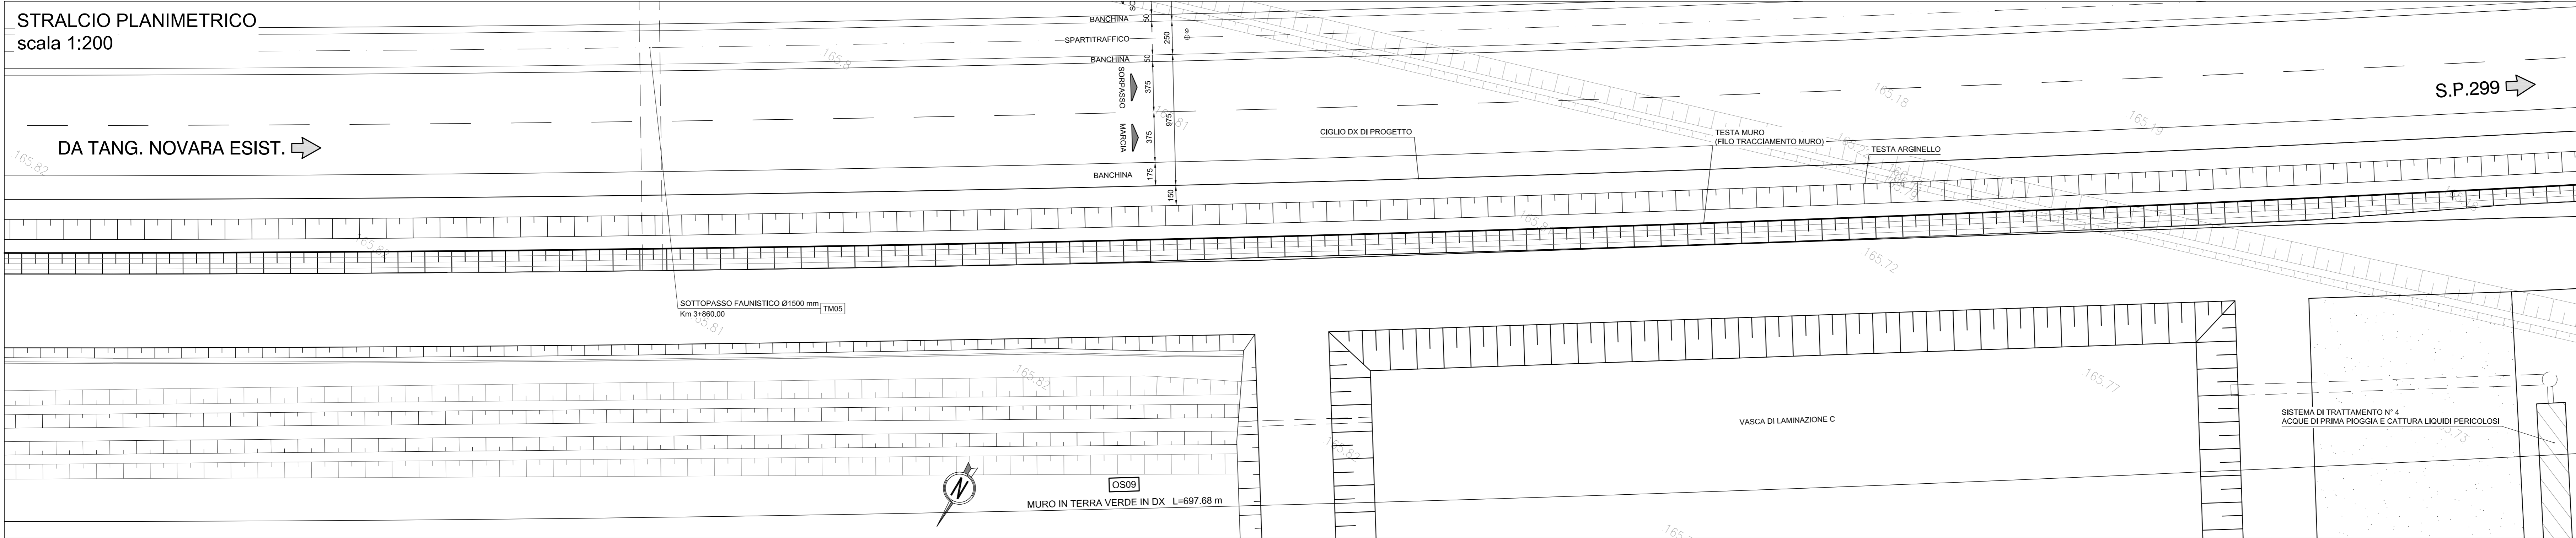 STRALCIO PLANIMETRICO
scala 1:200
BANCHINA
50
SPARTITRAFFICO
250
BANCHINA
50
SORPASSO
375
MARCIA
375
975
BANCHINA
175
150
DA TANG. NOVARA ESIST.
S.P.299
CIGLIO DX DI PROGETTO
TESTA MURO
(FILO TRACCIAMENTO MURO)
TESTA ARGINELLO
165.8
165.18
165.19
165.82
165.72
SOTTOPASSO FAUNISTICO Ø1500 mm
Km 3+860,00
TM05
165.82
165.77
165.82
VASCA DI LAMINAZIONE C
SISTEMA DI TRATTAMENTO N° 4
ACQUE DI PRIMA PIOGGIA E CATTURA LIQUIDI PERICOLOSI
N
OS09
MURO IN TERRA VERDE IN DX L=697.68 m